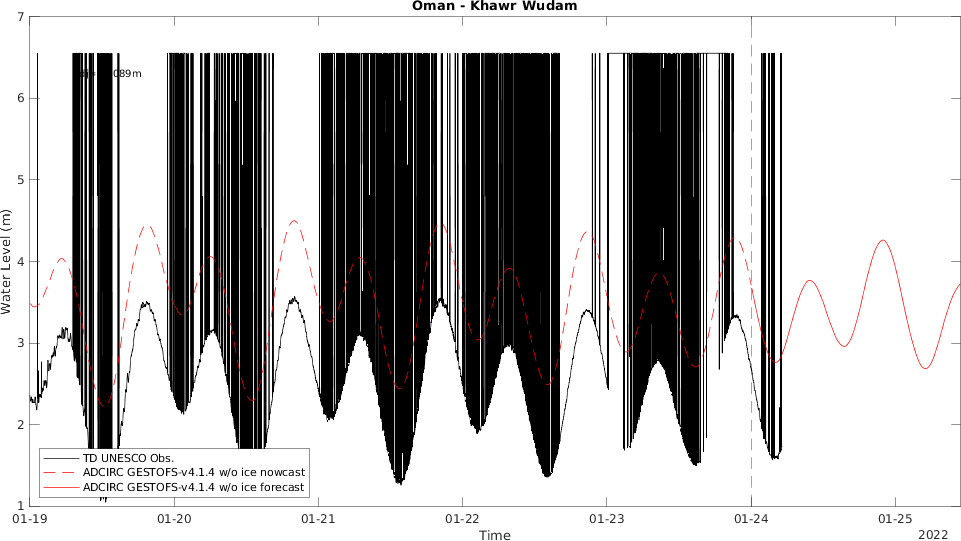 Oman - Khawr Wudam
7
089m
6
5
4
3
2
1
Water Level (m)
TD UNESCO Obs.
ADCIRC GESTOFS-v4.1.4 w/o ice nowcast
ADCIRC GESTOFS-v4.1.4 w/o ice forecast
01-19
01-20
01-21
01-22
01-23
01-24
01-25
Time
2022